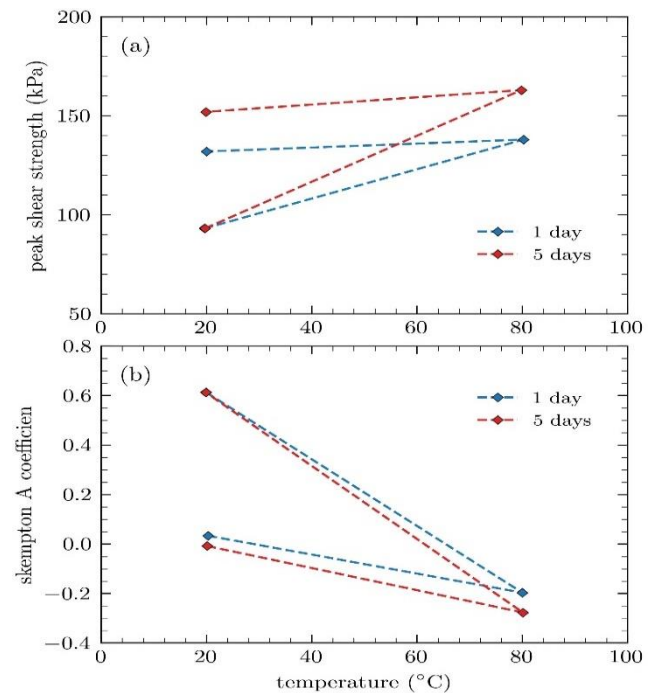 200
(a)
150
100
50
peak shear strength (kPa)
1 day
5 days
0 20 40 60 80 100
0.8
(b)
0.6
0.4
0.2
0.0
−0.2
−0.4
skempton A coefficien
1 day
5 days
0 20 40 60 80 100
temperature (°C)